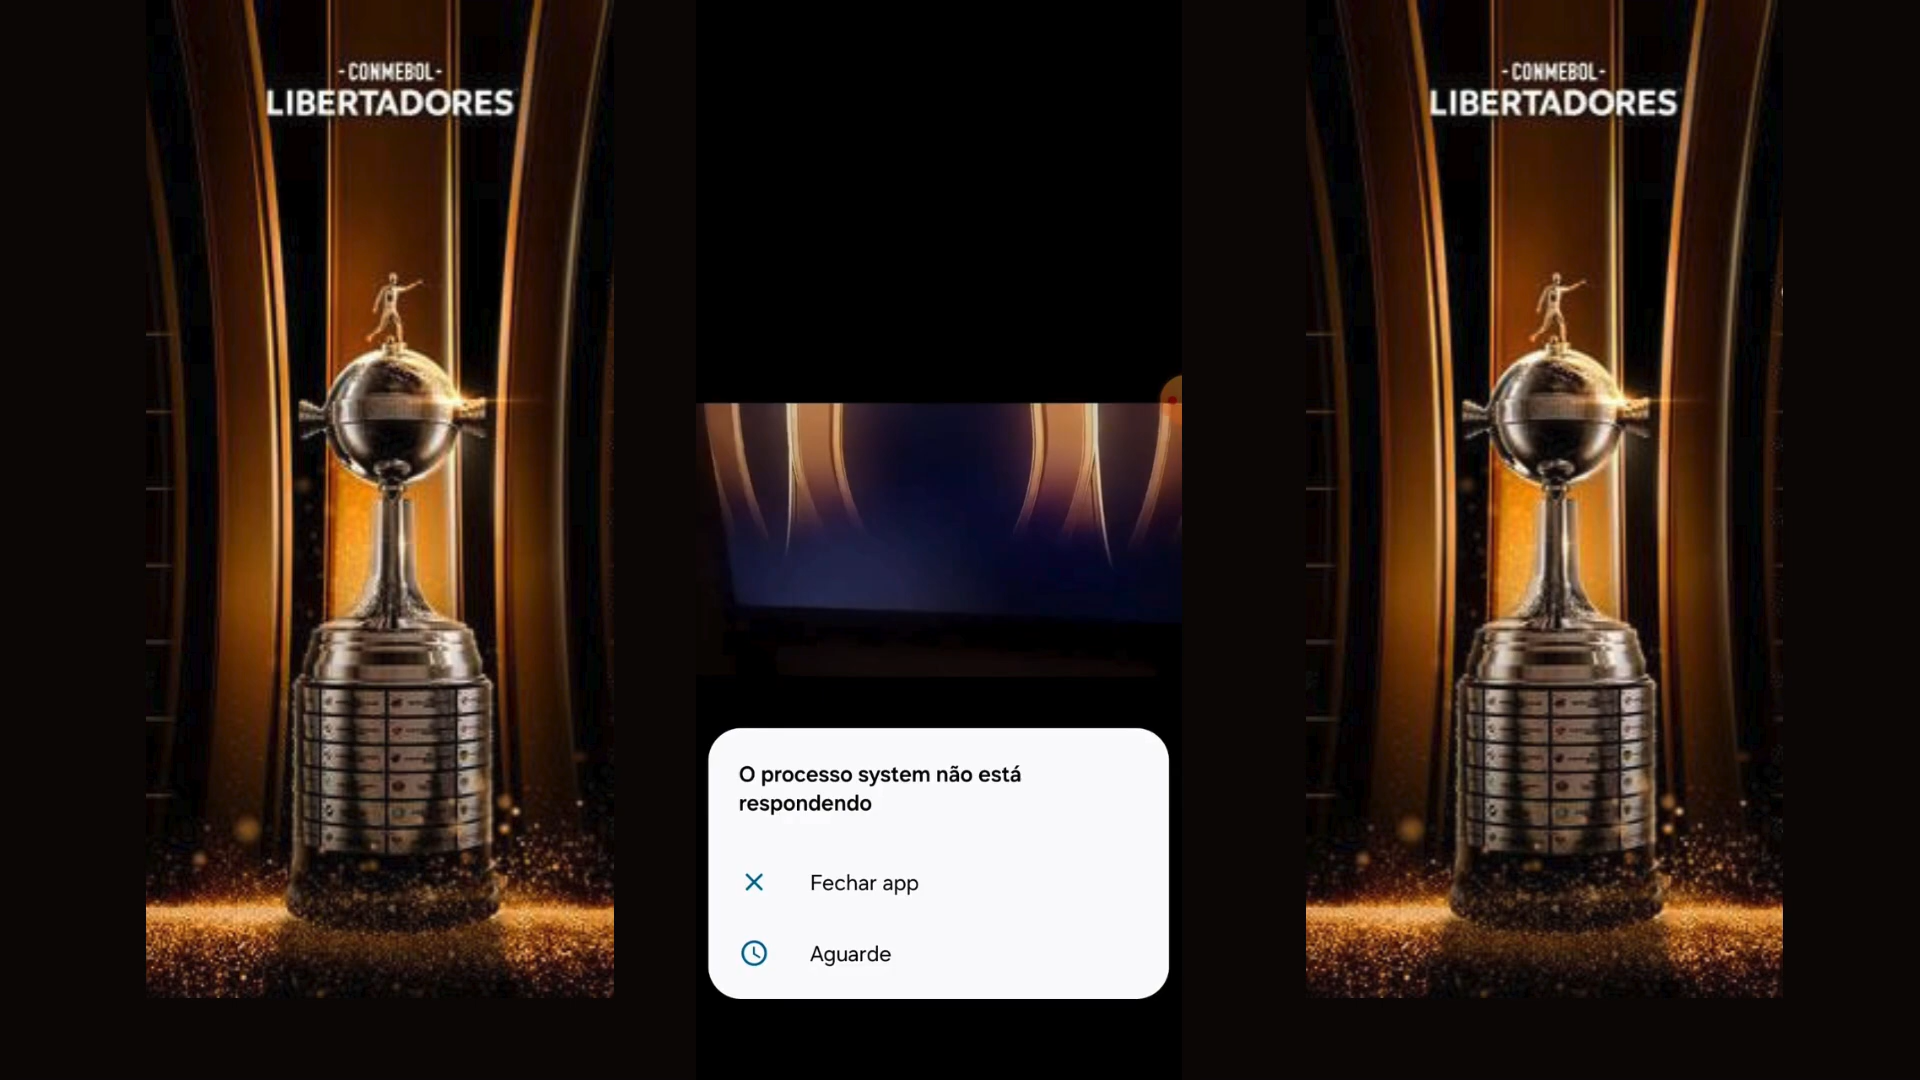 - CONMEBOL -
LIBERTADORES
O processo system não está
respondendo
Fechar app
Aguarde
- CONMEBOL -
LIBERTADORES